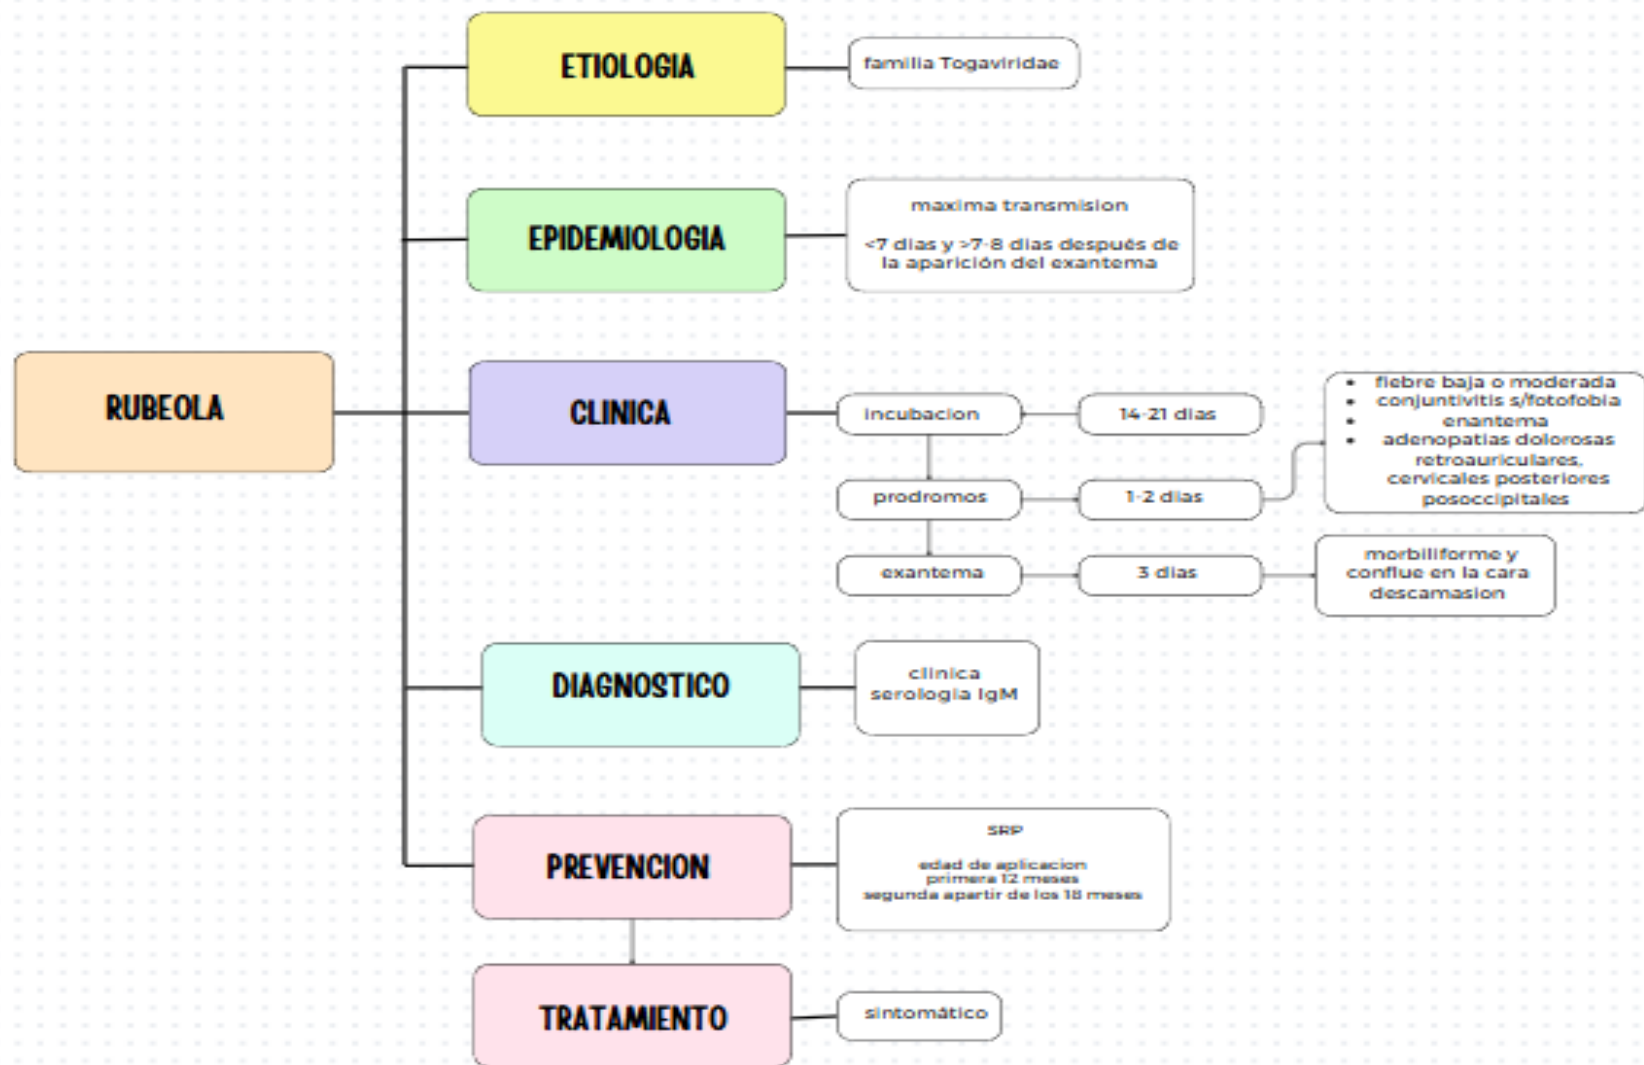 ETIOLOGIA
familia Togaviridae
EPIDEMIOLOGIA
maxima transmision
<7 dias y >7-8 dias después de
la aparición del exantema
RUBEOLA
CLINICA
incubacion
14-21 dias
prodromos
1-2 dias
• fiebre baja o moderada
• conjuntivitis s/fotofobia
• enantema
• adenopatias dolorosas
retroauriculares,
cervicales posteriores
posoccipitales
exantema
3 dias
morbiliforme y
conflue en la cara
descamasion
DIAGNOSTICO
clinica
serologia IgM
PREVENCION
SRP
edad de aplicacion
primera 12 meses
segunda apartir de los 18 meses
TRATAMIENTO
sintomático